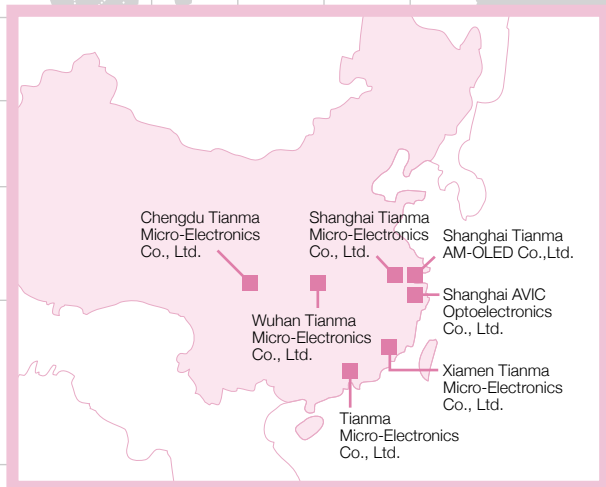 Chengdu Tianma
Micro-Electronics
Co., Ltd.
Shanghai Tianma
Micro-Electronics
Co., Ltd.
Shanghai Tianma
AM-OLED Co.,Ltd.
Shanghai AVIC
Optoelectronics
Co., Ltd.
Wuhan Tianma
Micro-Electronics
Co., Ltd.
Xiamen Tianma
Micro-Electronics
Co., Ltd.
Tianma
Micro-Electronics
Co., Ltd.